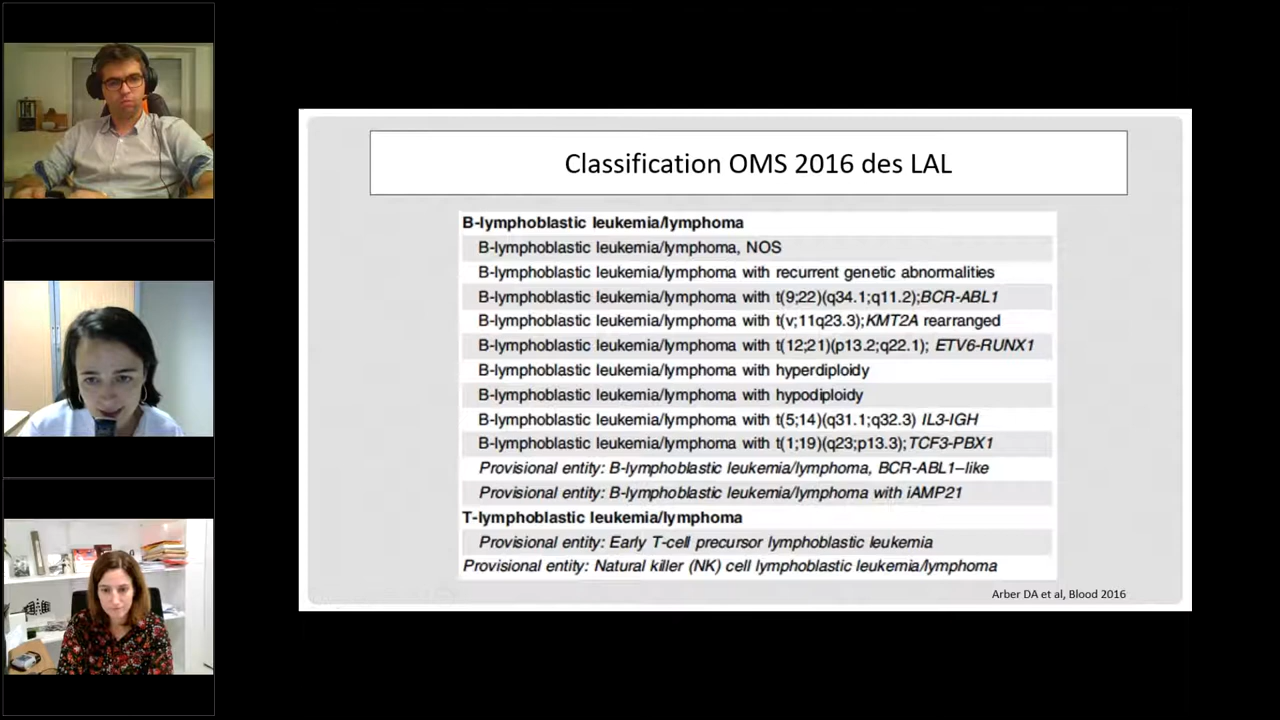 Classification OMS 2016 des LAL
B-lymphoblastic leukemia/lymphoma
B-lymphoblastic leukemia/lymphoma, NOS
B-lymphoblastic leukemia/lymphoma with recurrent genetic abnormalities
B-lymphoblastic leukemia/lymphoma with t(9;22)(q34.1;q11.2);BCR-ABL1
B-lymphoblastic leukemia/lymphoma with t(v;11q23.3);KMT2A rearranged
B-lymphoblastic leukemia/lymphoma with t(12;21)(p13.2;q22.1); ETV6-RUNX1
B-lymphoblastic leukemia/lymphoma with hyperdiploidy
B-lymphoblastic leukemia/lymphoma with hypodiploidy
B-lymphoblastic leukemia/lymphoma with t(5;14)(q31.1;q32.3) IL3-IGH
B-lymphoblastic leukemia/lymphoma with t(1;19)(q23;p13.3);TCF3-PBX1
Provisional entity: B-lymphoblastic leukemia/lymphoma, BCR-ABL1–like
Provisional entity: B-lymphoblastic leukemia/lymphoma with iAMP21
T-lymphoblastic leukemia/lymphoma
Provisional entity: Early T-cell precursor lymphoblastic leukemia
Provisional entity: Natural killer (NK) cell lymphoblastic leukemia/lymphoma
Arber DA et al, Blood 2016